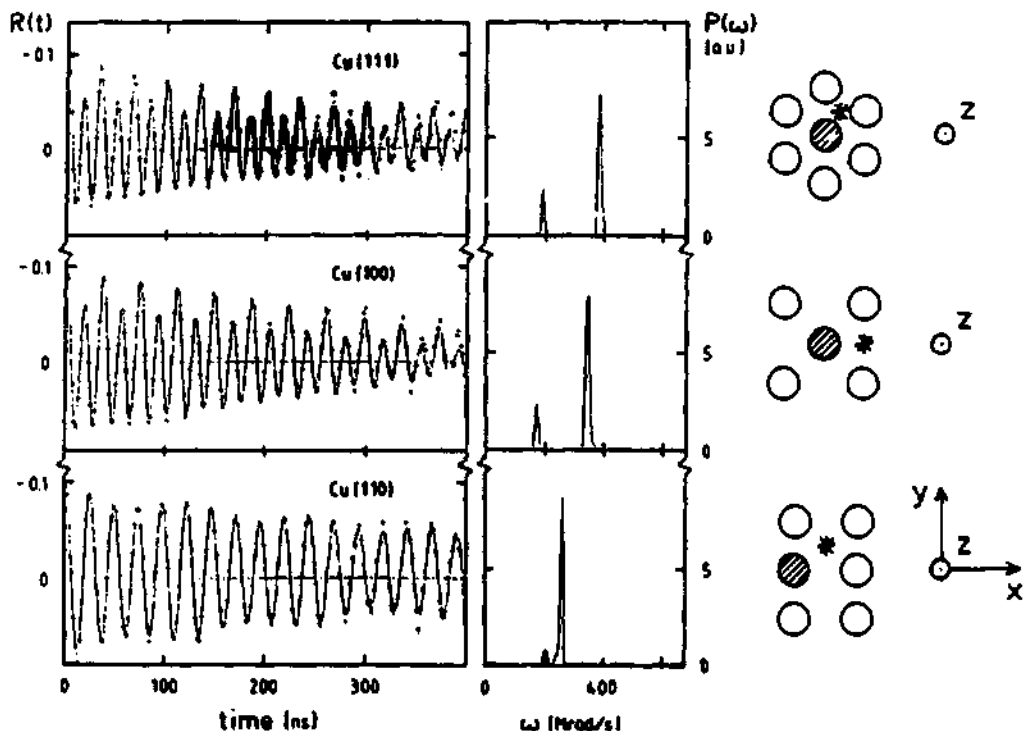 R(t)
P(ω)
(au)
-0.1
Cu(111)
0
5
0
Z
-0.1
Cu(100)
0
5
0
Z
-0.1
Cu(110)
0
5
0
y
Z
x
0 100 200 300
0 400
time (ns)
ω (Mrad/s)